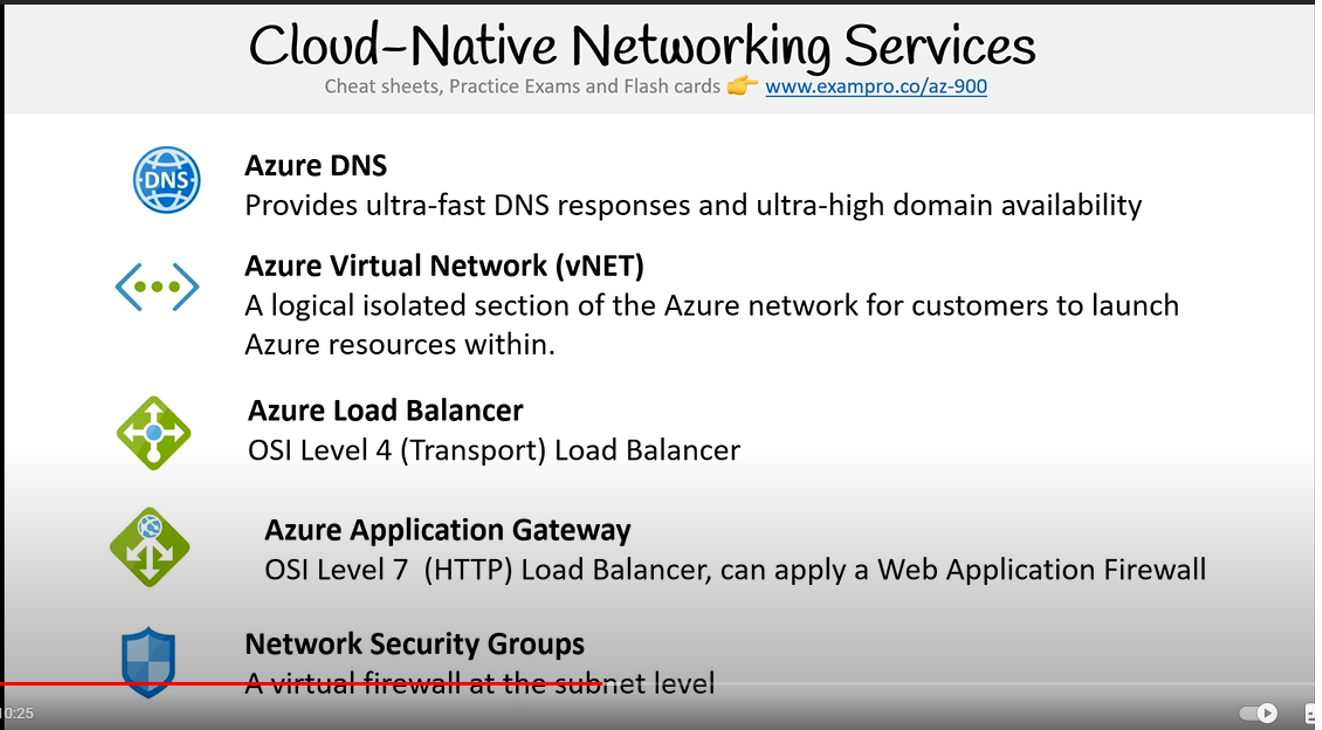 Cloud-Native Networking Services
Cheat sheets, Practice Exams and Flash cards 👉 www.exampro.co/az-900
DNS
Azure DNS
Provides ultra-fast DNS responses and ultra-high domain availability
Azure Virtual Network (vNET)
A logical isolated section of the Azure network for customers to launch
Azure resources within.
Azure Load Balancer
OSI Level 4 (Transport) Load Balancer
Azure Application Gateway
OSI Level 7 (HTTP) Load Balancer, can apply a Web Application Firewall
Network Security Groups
A virtual firewall at the subnet level
0:25